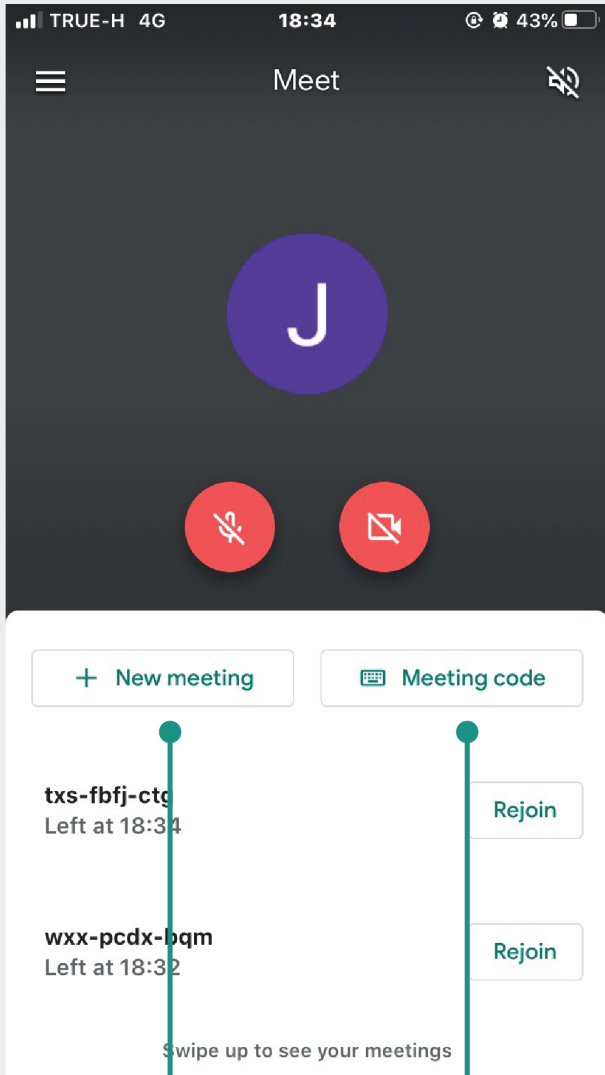 TRUE-H 4G 18:34 43%
Meet
J
+ New meeting Meeting code
txs-fbfj-ctg
Left at 18:34
Rejoin
wxx-pcdx-bqm
Left at 18:32
Rejoin
Swipe up to see your meetings